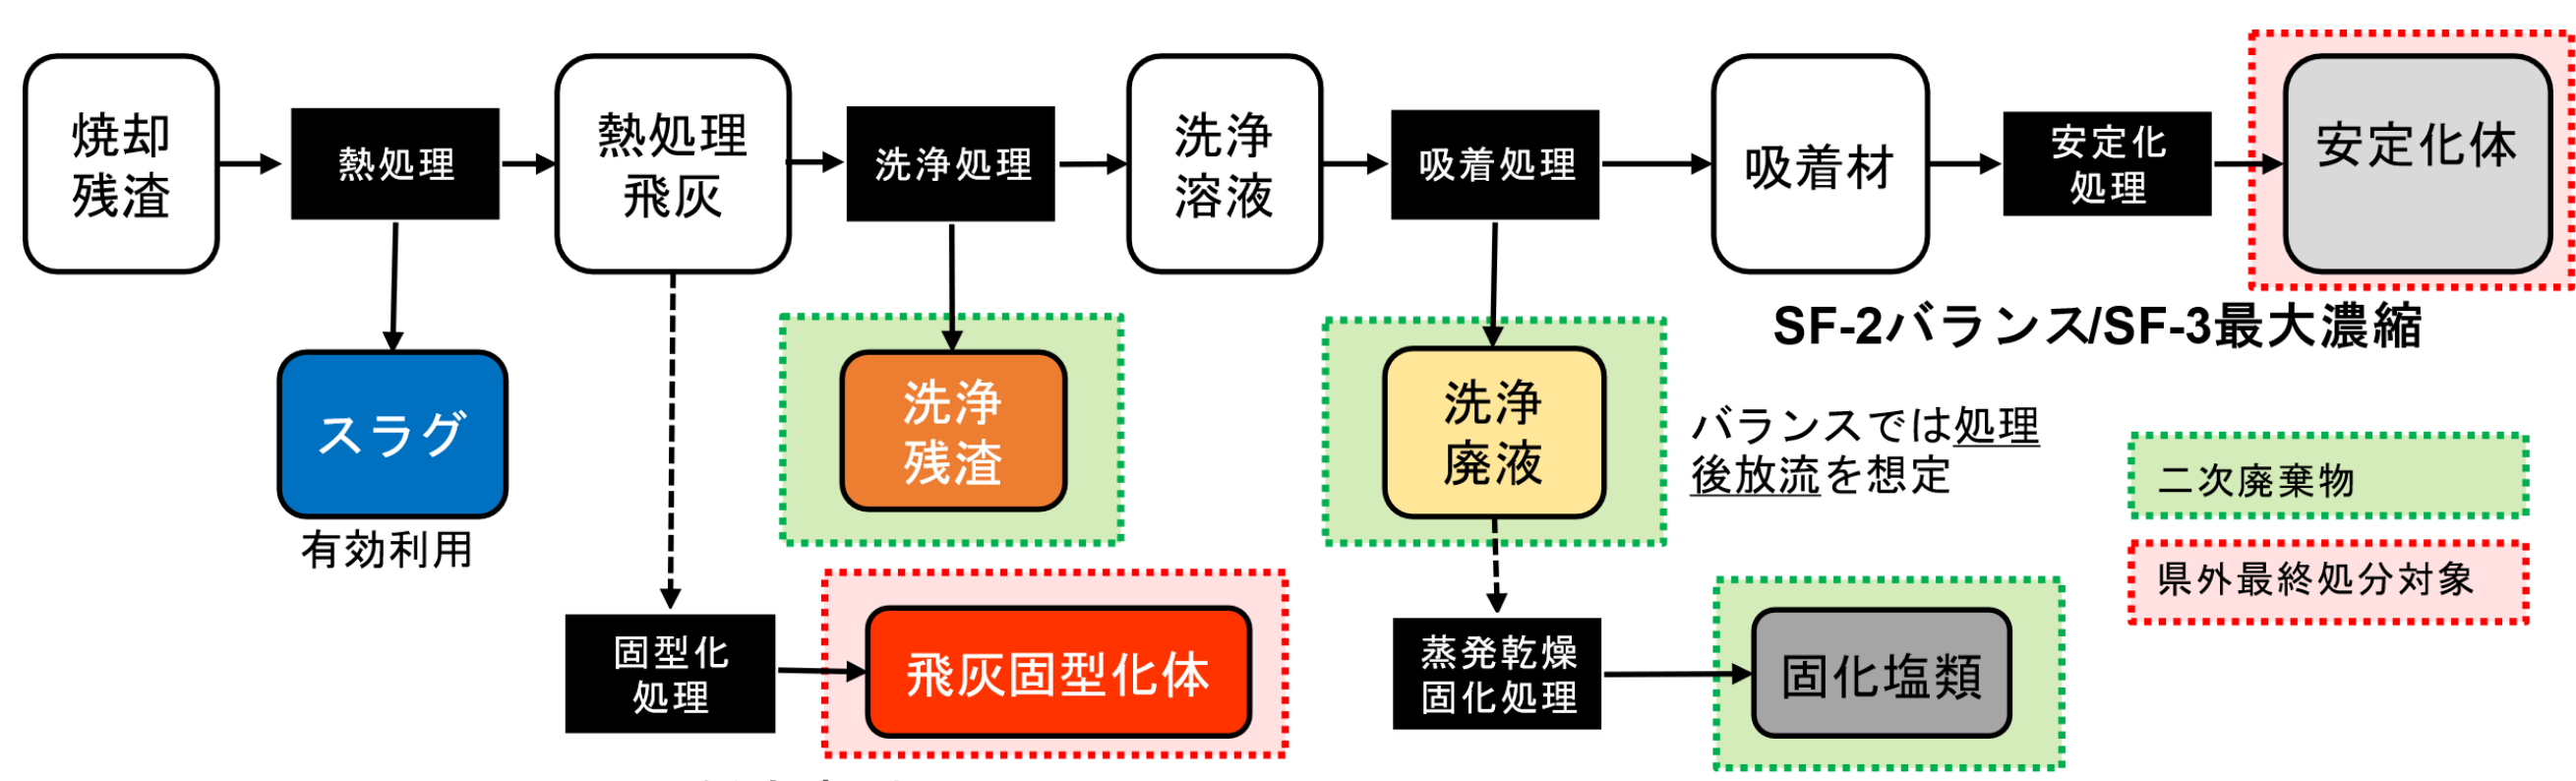 焼却
残渣
熱処理
熱処理
飛灰
洗浄処理
洗浄
溶液
吸着処理
吸着材
安定化
処理
安定化体
SF-2バランス/SF-3最大濃縮
スラグ
有効利用
洗浄
残渣
洗浄
廃液
バランスでは処理
後放流を想定
二次廃棄物
県外最終処分対象
固型化
処理
飛灰固型化体
蒸発乾燥
固化処理
固化塩類